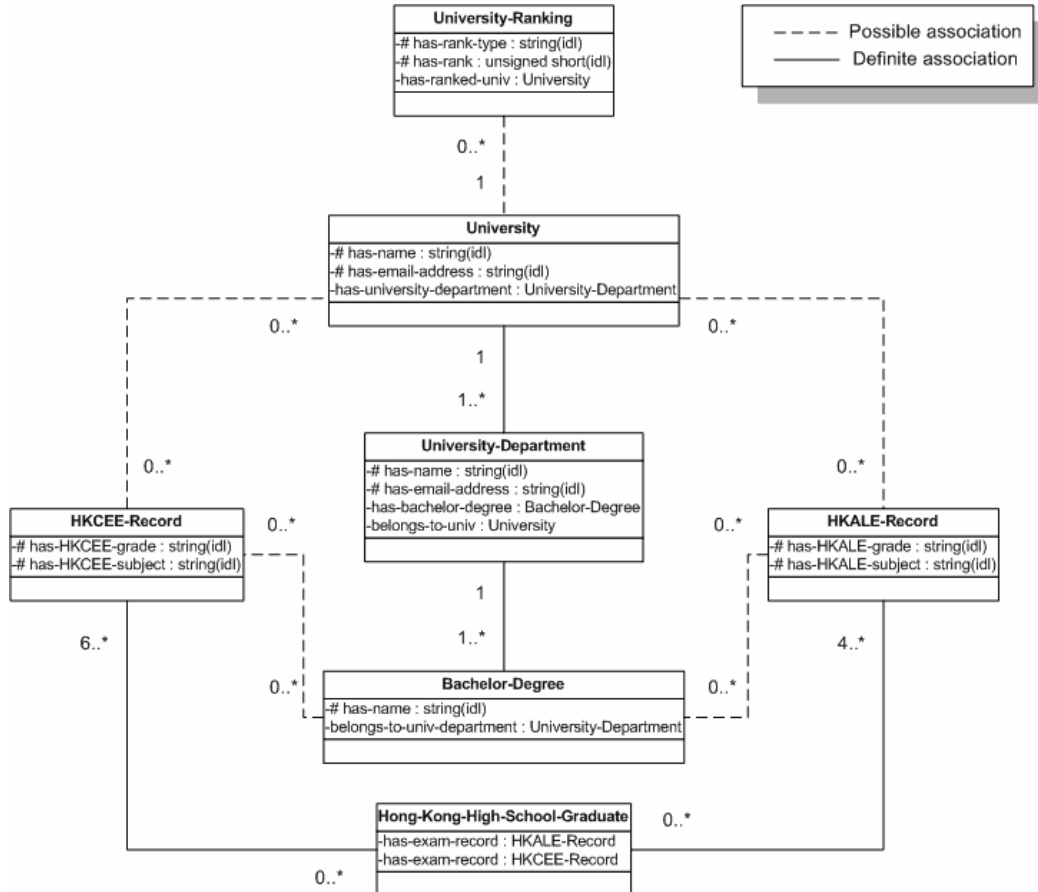 University-Ranking
-# has-rank-type : string(idl)
-# has-rank : unsigned short(idl)
-has-ranked-univ : University
Possible association
Definite association
0..*
1
University
-# has-name : string(idl)
-# has-email-address : string(idl)
-has-university-department : University-Department
0..*
0..*
1
1..*
University-Department
-# has-name : string(idl)
-# has-email-address : string(idl)
-has-bachelor-degree : Bachelor-Degree
-belongs-to-univ : University
0..*
0..*
HKCEE-Record
-# has-HKCEE-grade : string(idl)
-# has-HKCEE-subject : string(idl)
0..*
0..*
HKALE-Record
-# has-HKALE-grade : string(idl)
-# has-HKALE-subject : string(idl)
1
1..*
6..*
4..*
0..*
0..*
Bachelor-Degree
-# has-name : string(idl)
-belongs-to-univ-department : University-Department
Hong-Kong-High-School-Graduate
-has-exam-record : HKALE-Record
-has-exam-record : HKCEE-Record
0..*
0..*